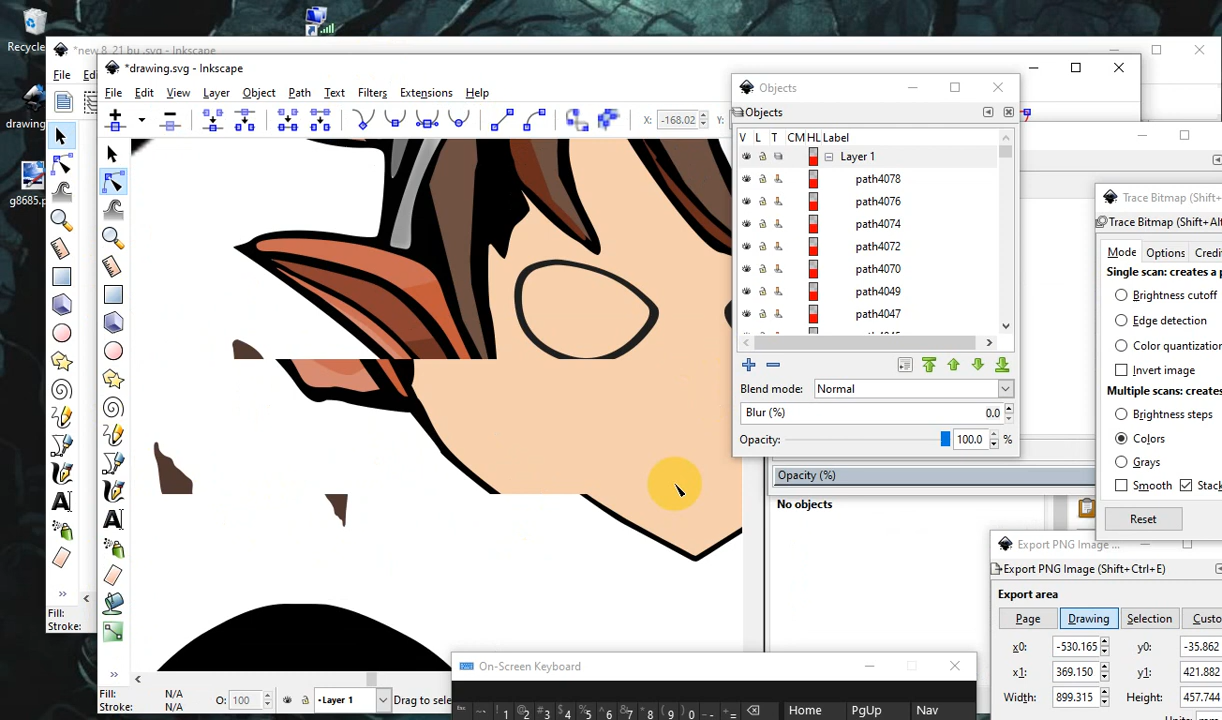 Recycle
*new 8_21 bu .svg - Inkscape
File
*drawing.svg - Inkscape
File Edit View Layer Object Path Text Filters Extensions Help
X: -168.02 Y:
drawing
g8685.p
Objects
Objects
V L T CM HL Label
Layer 1
path4078
path4076
path4074
path4072
path4070
path4049
path4047
Blend mode: Normal
Blur (%) 0.0
Opacity: 100.0 %
Opacity (%)
No objects
Trace Bitmap (Shift+
Trace Bitmap (Shift+Alt
Mode Options Credi
Single scan: creates a p
Brightness cutoff
Edge detection
Color quantization
Invert image
Multiple scans: creates
Brightness steps
Colors
Grays
Smooth Stack
Reset
Export PNG Image ...
Export PNG Image (Shift+Ctrl+E)
Export area
Page Drawing Selection Custo
x0: -530.165 y0: -35.862
x1: 369.150 y1: 421.882
Width: 899.315 Height: 457.744
Fill:
Stroke:
Fill: N/A
Stroke: N/A
O: 100 •Layer 1 Drag to sele
On-Screen Keyboard
Home PgUp Nav